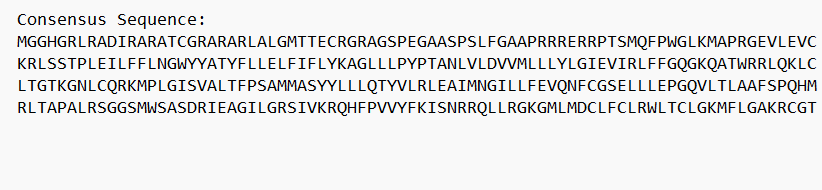 Consensus Sequence:
MGGHGRLRADIRARATCGRARARLALGMTTECRGRAGSPEGAASPSLFGAAPRRRERRPTSMQFPWGLKMAPRGEVLEVC
KRLSSTPLEILFFLNGWYYATYFLLELFIFLYKAGLLLPYPTANLVLDVVMLLLYLGIEVIRLFFGQGKQATWRRLQKLC
LTGTKGNLCQRKMPLGISVALTFPSAMMASYYLLLQTYVLRLEAIMNGILLFEVQNFCGSELLLEPGQVLTLAAFSPQHM
RLTAPALRSGGSMWSASDRIEAGILGRSIVKRQHFPVVYFKISNRRQLLRGKGMLMDCLFCLRWLTCLGKMFLGAKRCGT